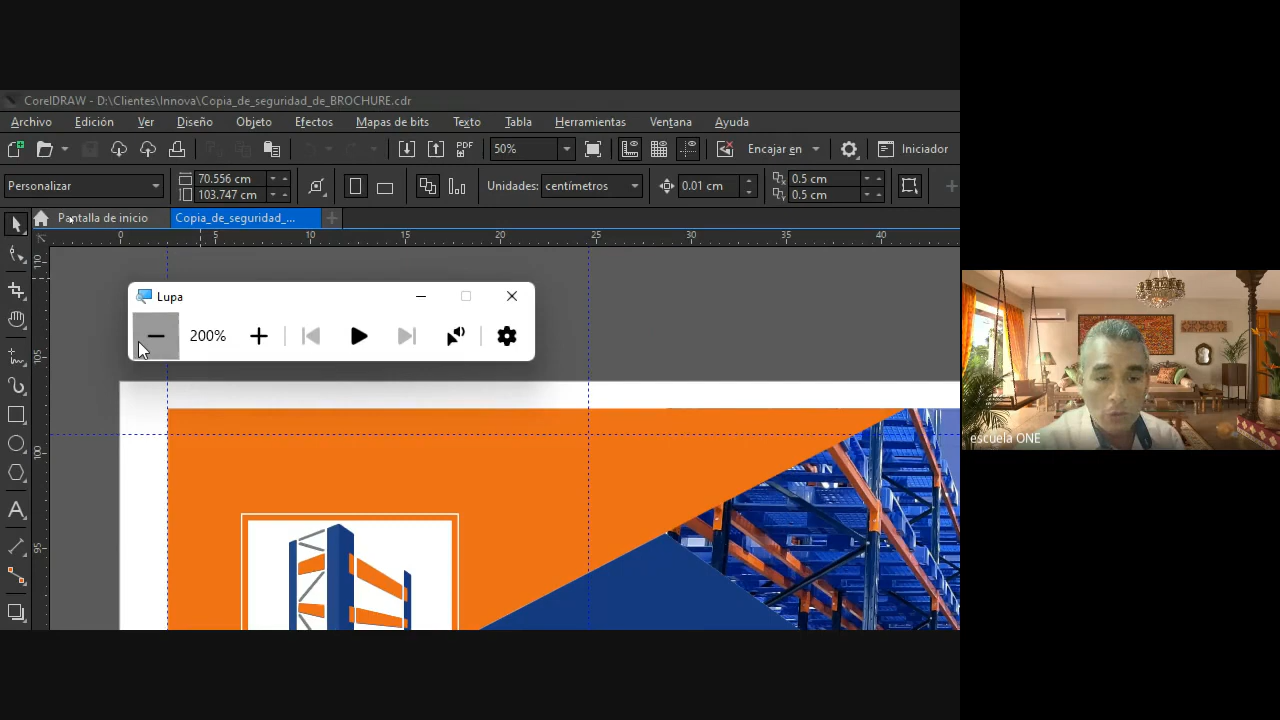 CorelDRAW - D:\Clientes\Innova\Copia_de_seguridad_de_BROCHURE.cdr
Archivo Edición Ver Diseño Objeto Efectos Mapas de bits Texto Tabla Herramientas Ventana Ayuda
PDF 50% Encajar en Iniciador
Personalizar 70.556 cm 103.747 cm Unidades: centímetros 0.01 cm 0.5 cm 0.5 cm
Pantalla de inicio Copia_de_seguridad_...
0 5 10 15 20 25 30 35 40
110
Lupa
200%
105
escuela ONE
100
95